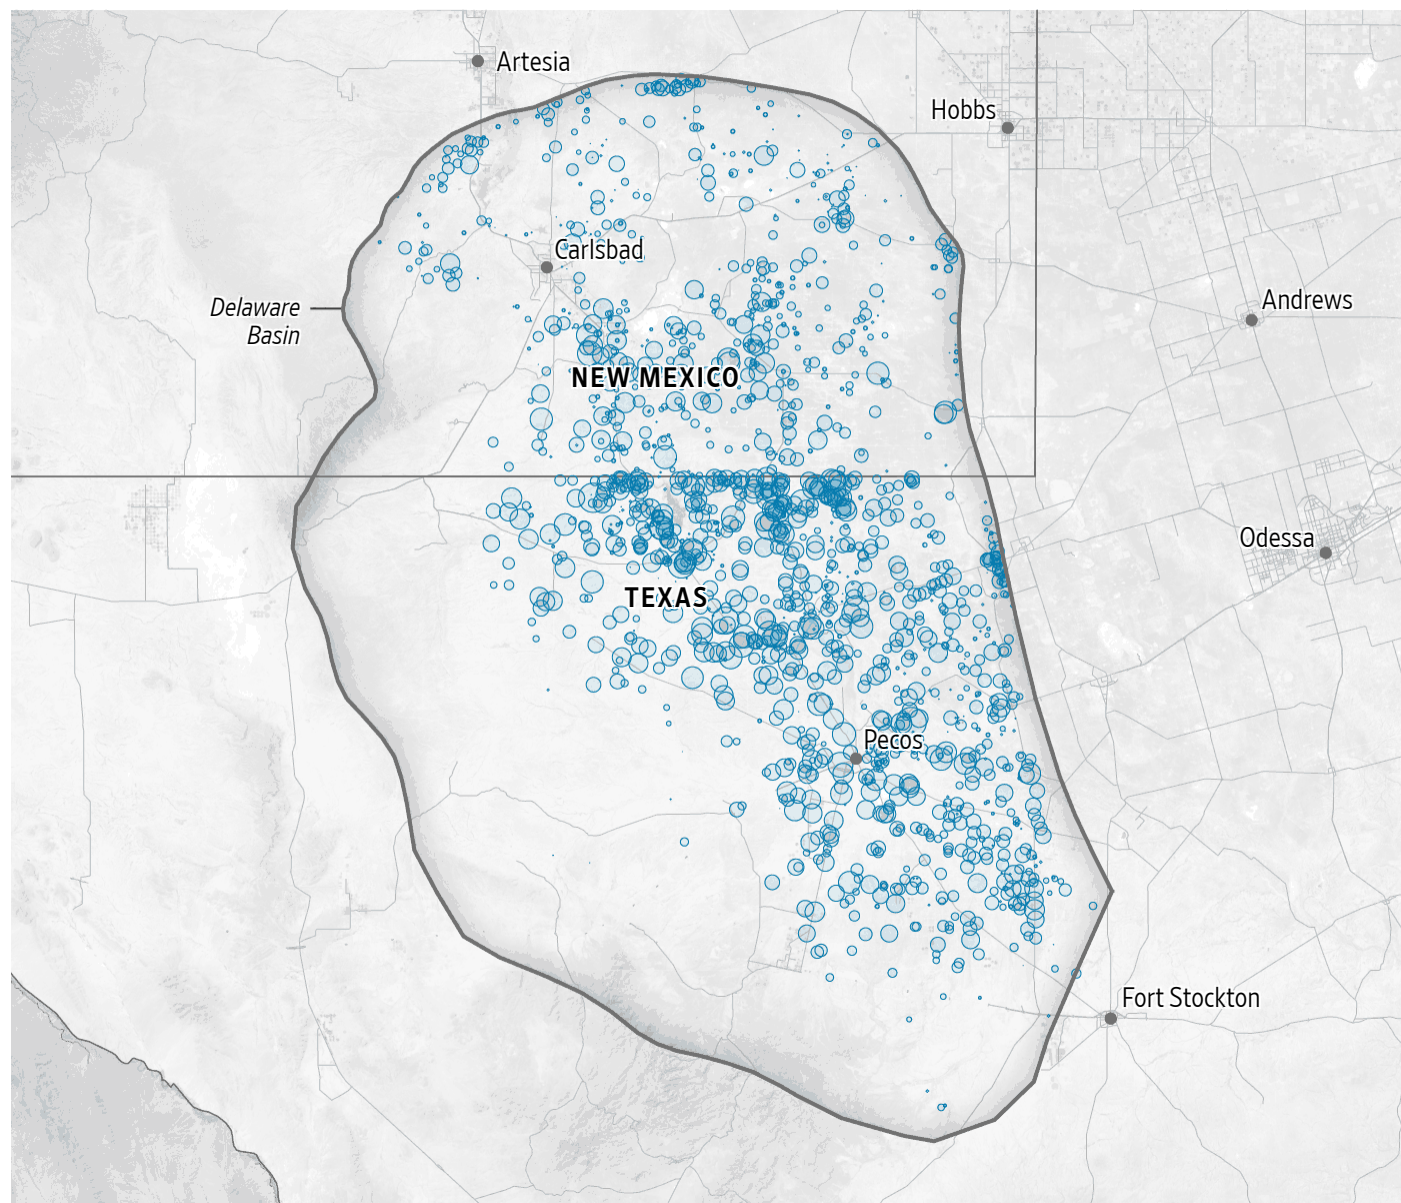 Artesia
Hobbs
Carlsbad
Delaware
Basin
Andrews
NEW MEXICO
Odessa
TEXAS
Pecos
Fort Stockton